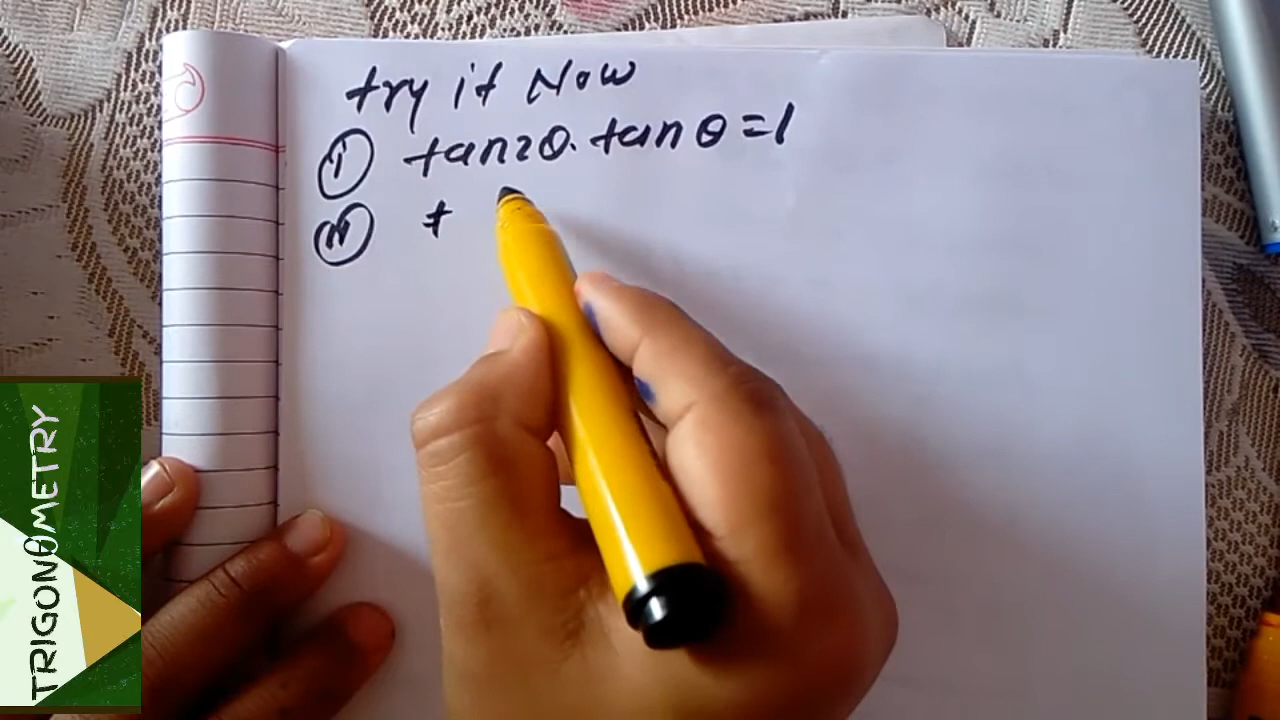 try it Now
(i) tan2θ. tanθ=1
(ii) t
TRIGONOMETRY